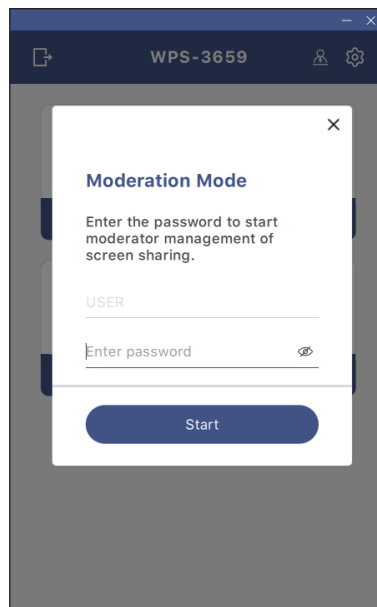 WPS-3659
Moderation Mode
Enter the password to start
moderator management of
screen sharing.
USER
Enter password
Start